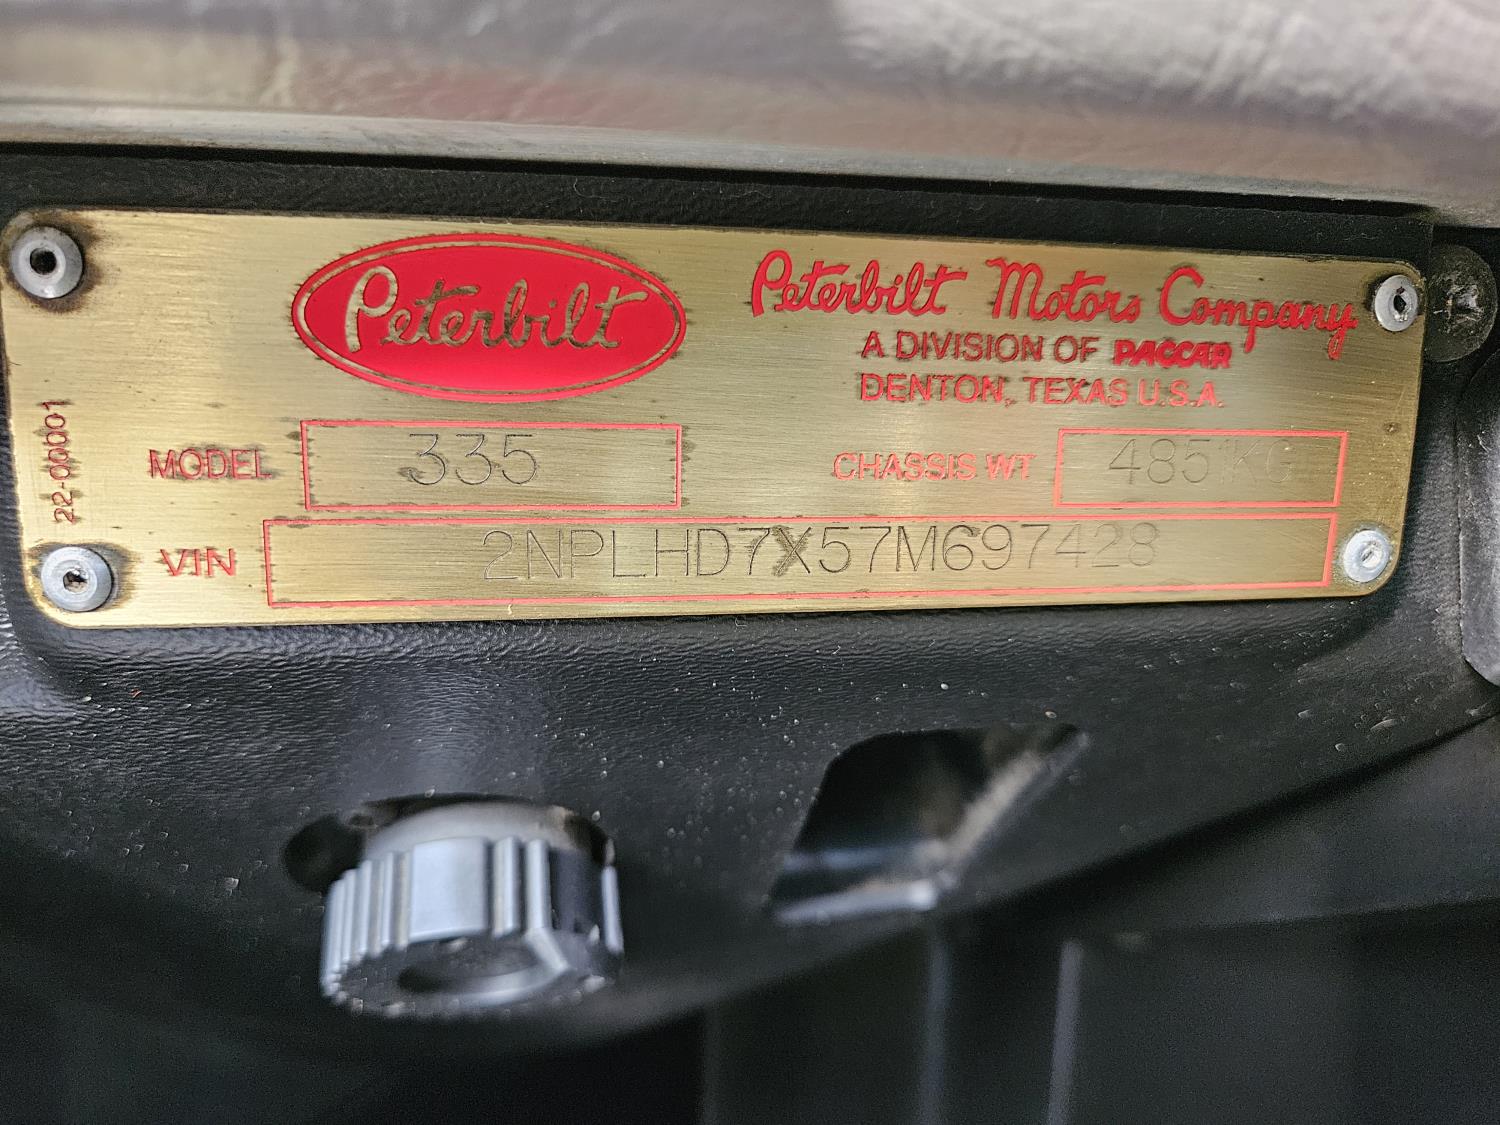 Peterbilt
Peterbilt Motors Company
A DIVISION OF PACCAR
DENTON, TEXAS U.S.A.
22-00001
MODEL 335
CHASSIS WT 4851KG
VIN 2NPLHD7X57M697428